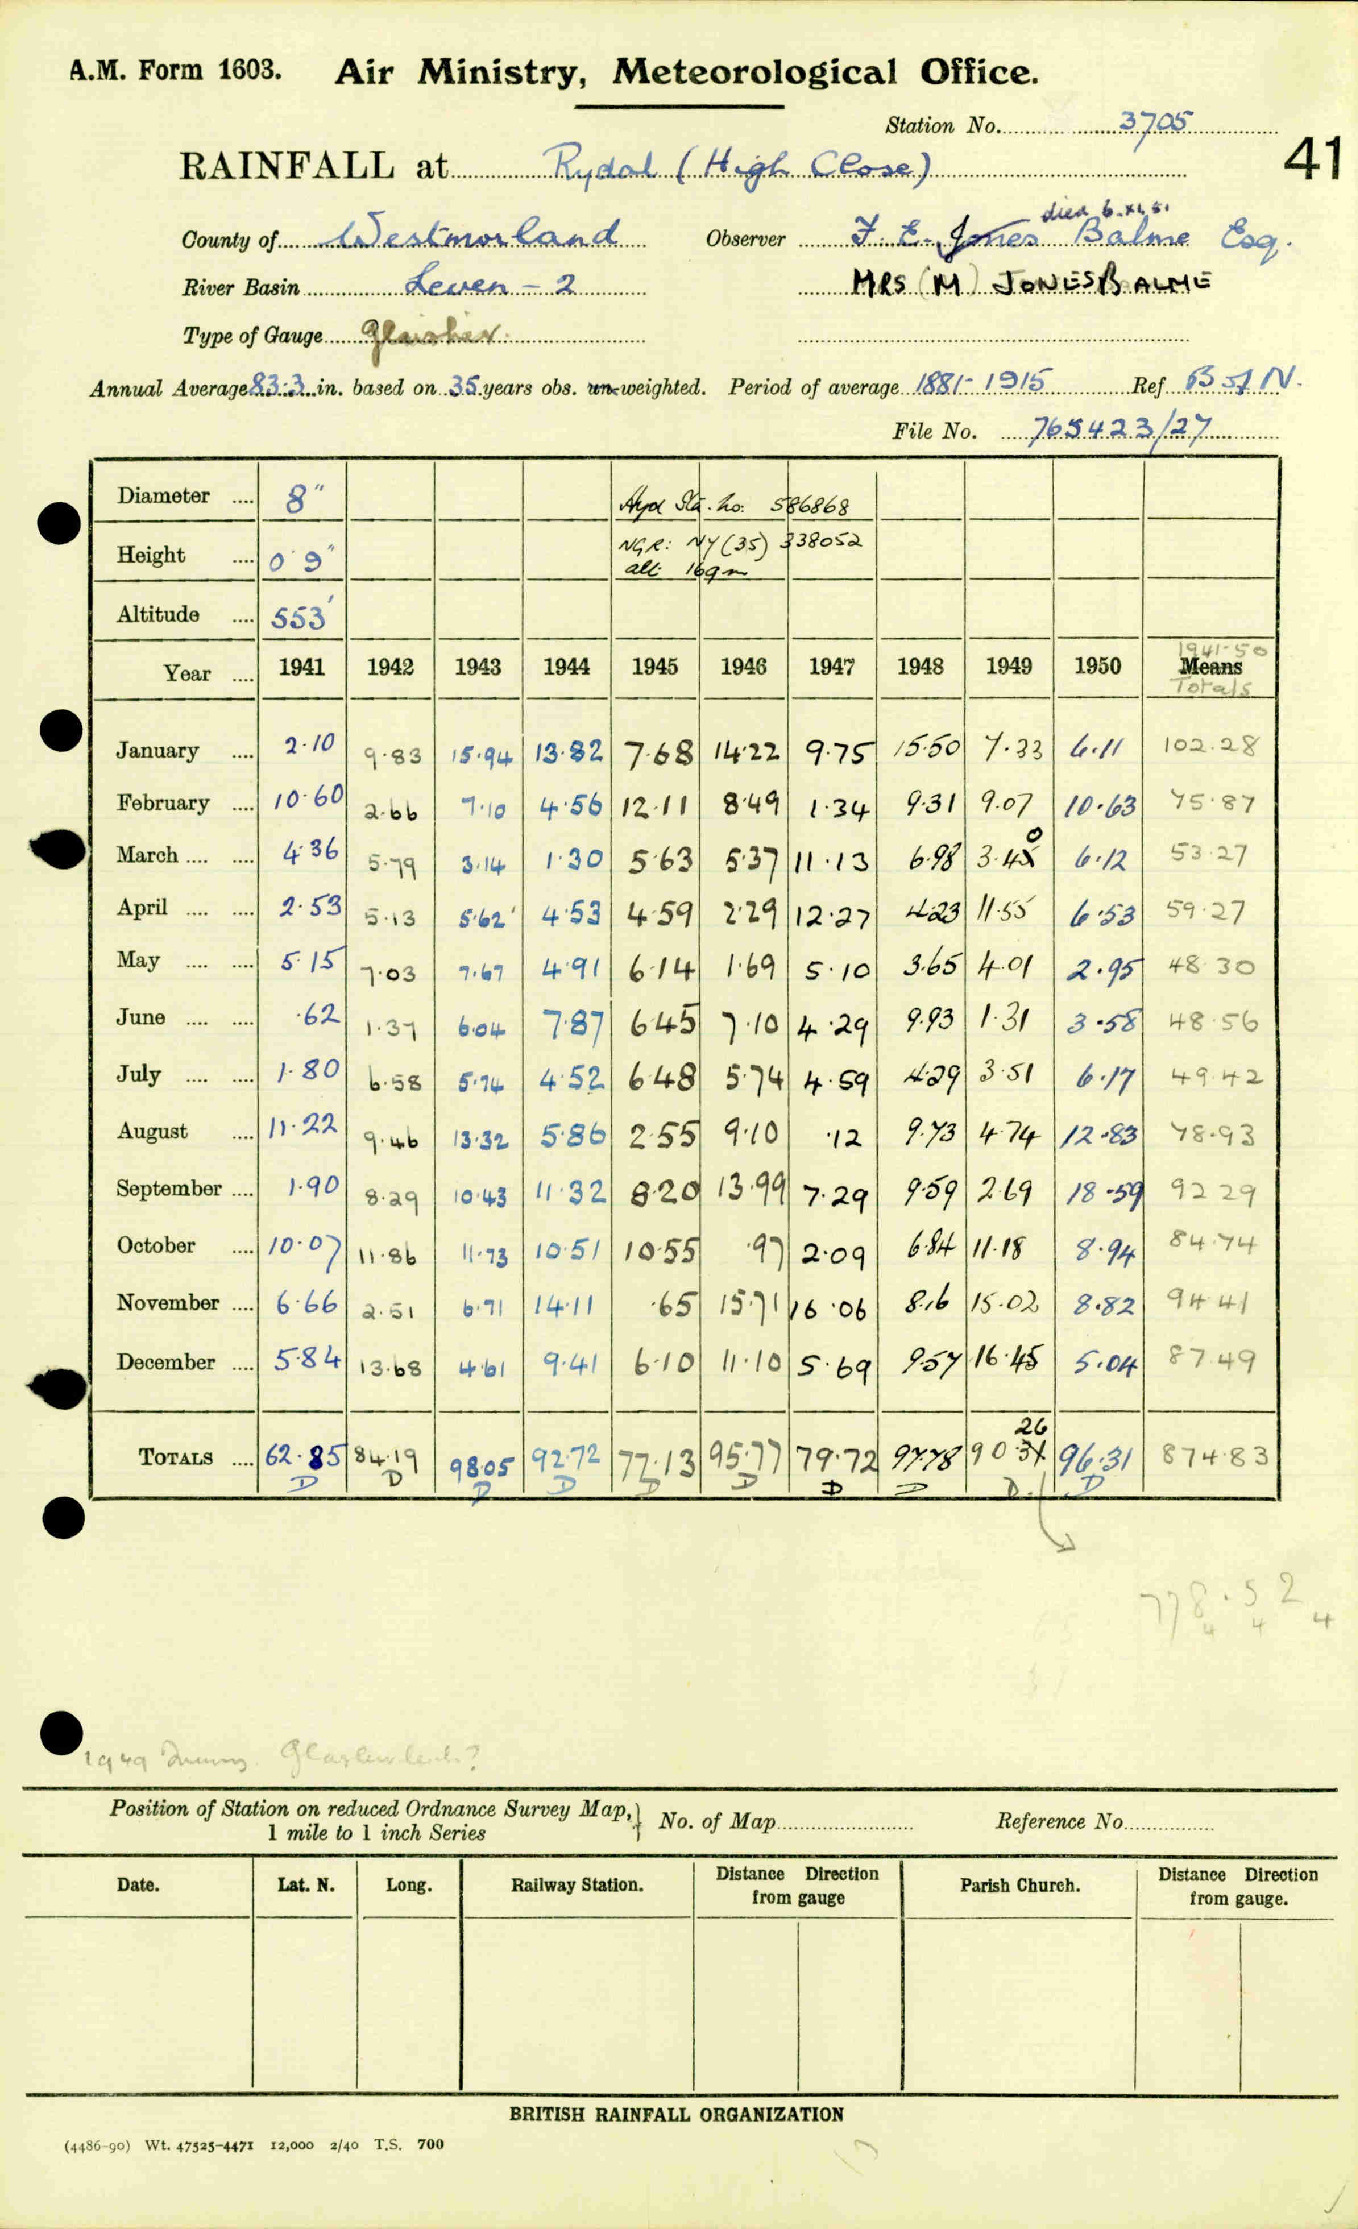 A.M. Form 1603. Air Ministry, Meteorological Office.
Station No. 3705
41
RAINFALL at Rydal (High Close)
died 6.XI.51
County of Westmorland Observer F. E. Jones Balme Esq.
River Basin Leven - 2 MRS (M) JONES BALME
Type of Gauge Glaisher.
Annual Average 83.3 in. based on 35 years obs. un-weighted. Period of average 1881-1915 Ref B of N.
File No. 765423/27
Diameter .... 8" Hyd Sta. no: 586868
Height .... 0' 9" NGR: NY (35) 338052
alt: 169m
Altitude .... 553'
1941-50
Year .... 1941 1942 1943 1944 1945 1946 1947 1948 1949 1950 Means
Totals
January .... 2.10 9.83 15.94 13.82 7.68 14.22 9.75 15.50 7.33 6.11 102.28
February .... 10.60 2.66 7.10 4.56 12.11 8.49 1.34 9.31 9.07 10.63 75.87
March .... .... 4.36 5.79 3.14 1.30 5.63 5.37 11.13 6.98 3.40 6.12 53.27
April .... .... 2.53 5.13 5.62 4.53 4.59 2.29 12.27 4.23 11.55 6.53 59.27
May .... .... 5.15 7.03 7.67 4.91 6.14 1.69 5.10 3.65 4.01 2.95 48.30
June .... .... .62 1.37 6.04 7.87 6.45 7.10 4.29 9.93 1.31 3.58 48.56
July .... .... 1.80 6.58 5.74 4.52 6.48 5.74 4.59 4.29 3.51 6.17 49.42
August .... 11.22 9.46 13.32 5.86 2.55 9.10 .12 9.73 4.74 12.83 78.93
September .... 1.90 8.29 10.43 11.32 8.20 13.99 7.29 9.59 2.69 18.59 92.29
October .... 10.07 11.86 11.73 10.51 10.55 .97 2.09 6.84 11.18 8.94 84.74
November .... 6.66 2.51 6.71 14.11 .65 15.71 16.06 8.16 15.02 8.82 94.41
December .... 5.84 13.68 4.61 9.41 6.10 11.10 5.69 9.57 16.45 5.04 87.49
26
TOTALS .... 62.85 84.19 98.05 92.72 77.13 95.77 79.72 97.78 90.31 96.31 874.83
D D D D D D D D D D
778.52
4 4 4
1949
Position of Station on reduced Ordnance Survey Map, } No. of Map Reference No
1 mile to 1 inch Series
Date. Lat. N. Long. Railway Station. Distance Direction from gauge Parish Church. Distance Direction from gauge.
BRITISH RAINFALL ORGANIZATION
(4486-90) Wt. 47525-4471 12,000 2/40 T.S. 700